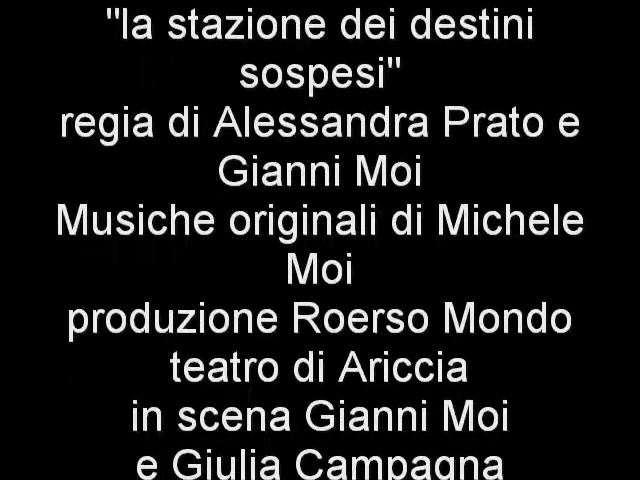 "la stazione dei destini
sospesi"
regia di Alessandra Prato e
Gianni Moi
Musiche originali di Michele
Moi
produzione Roerso Mondo
teatro di Ariccia
in scena Gianni Moi
e Giulia Campagna